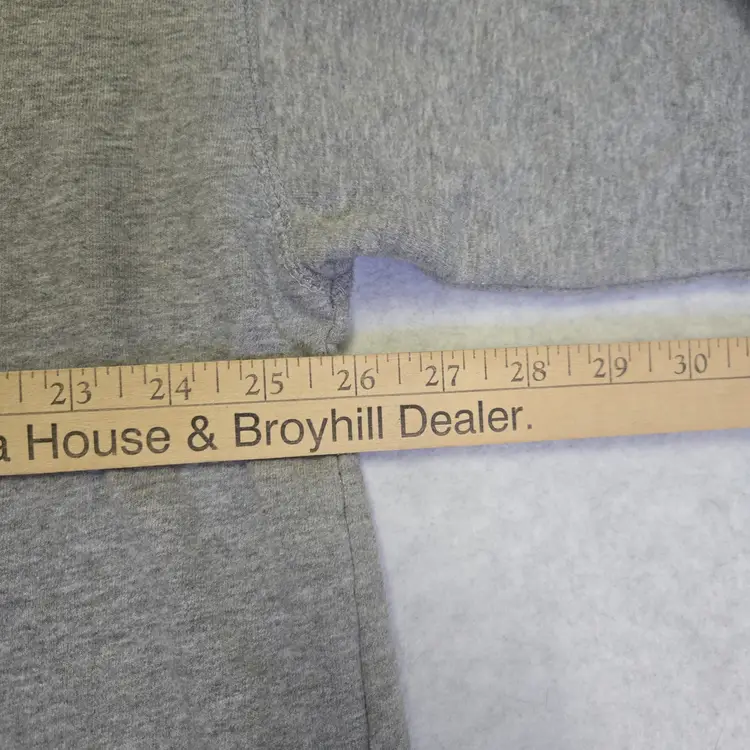 23 24 25 26 27 28 29 30
a House & Broyhill Dealer.